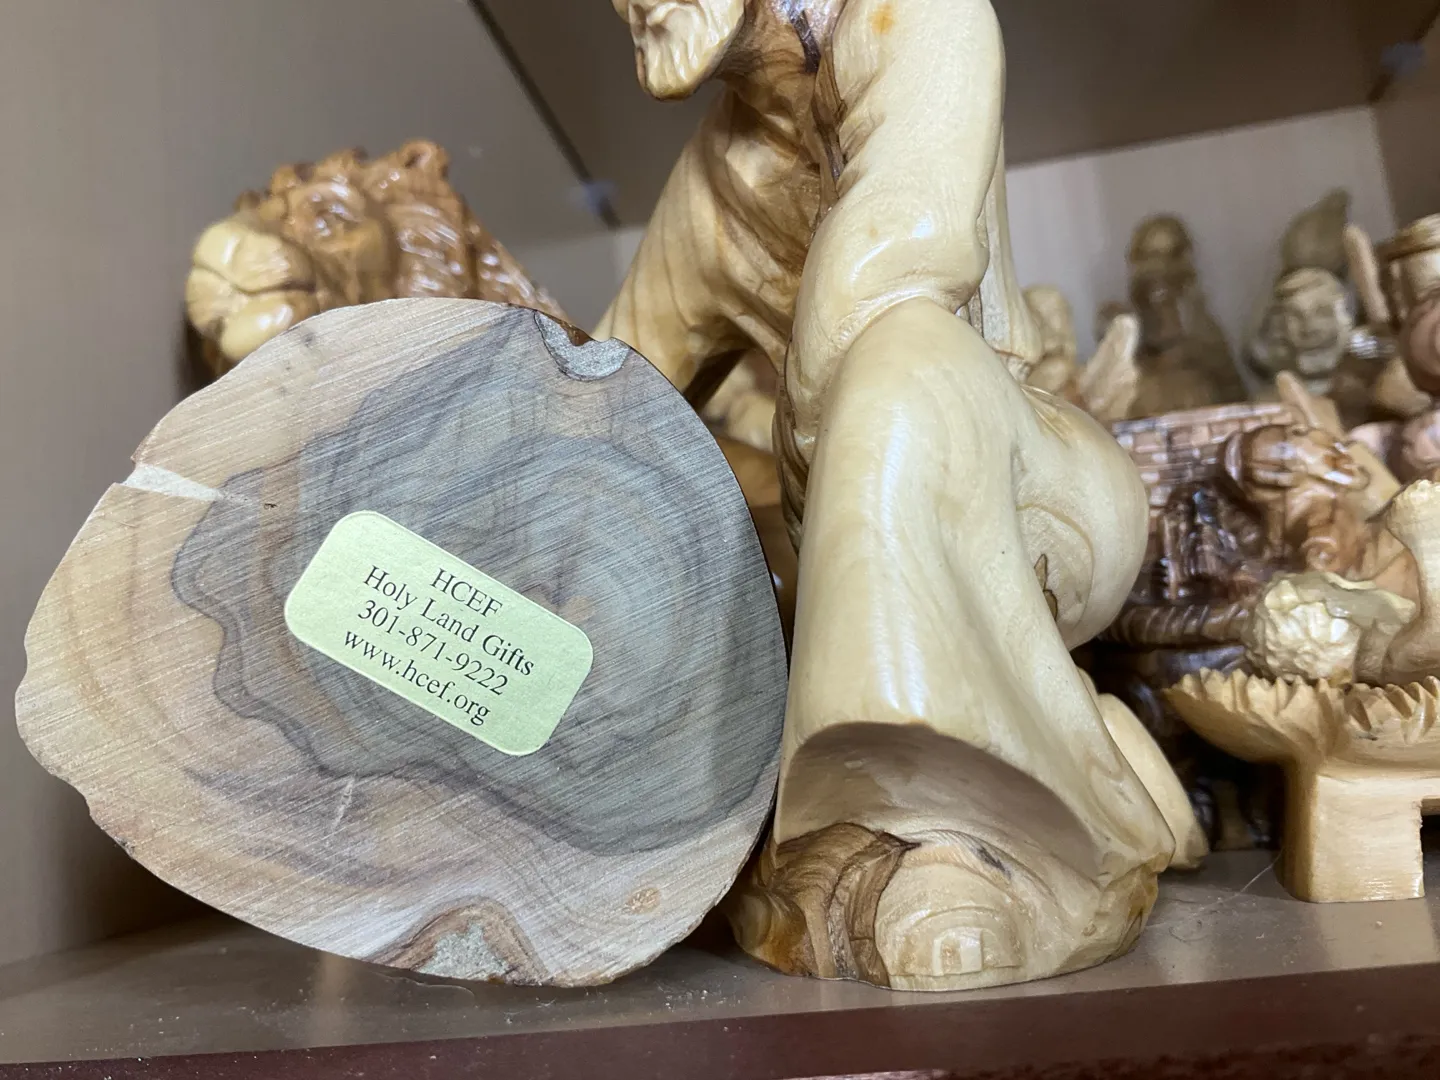 HCEF
Holy Land Gifts
301-871-9222
www.hcef.org